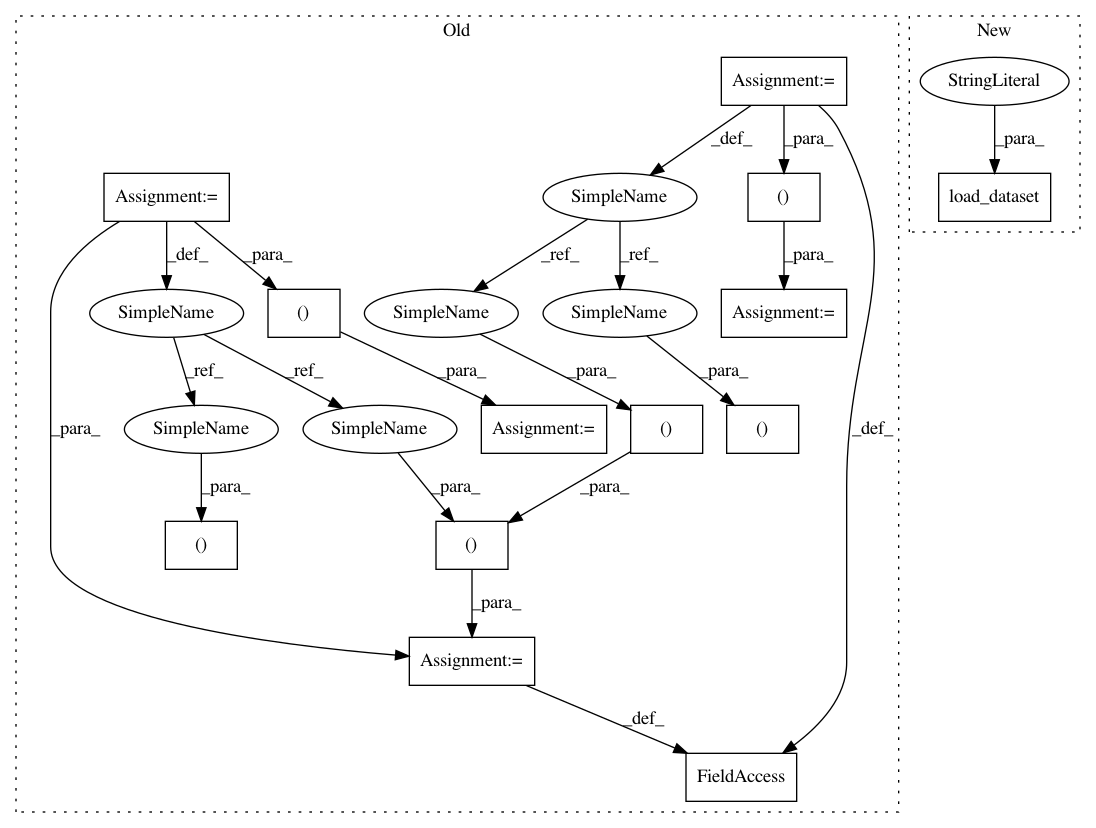 Old
New
Assignment:=
StringLiteral
_def_
_para_
_para_
Assignment:=
SimpleName
()
load_dataset
_def_
_para_
_ref_
_ref_
_para_
SimpleName
()
SimpleName
SimpleName
Assignment:=
_ref_
_ref_
_para_
_para_
_para_
_para_
SimpleName
SimpleName
Assignment:=
()
()
_def_
_para_
_para_
_para_
()
()
_para_
Assignment:=
_def_
FieldAccess